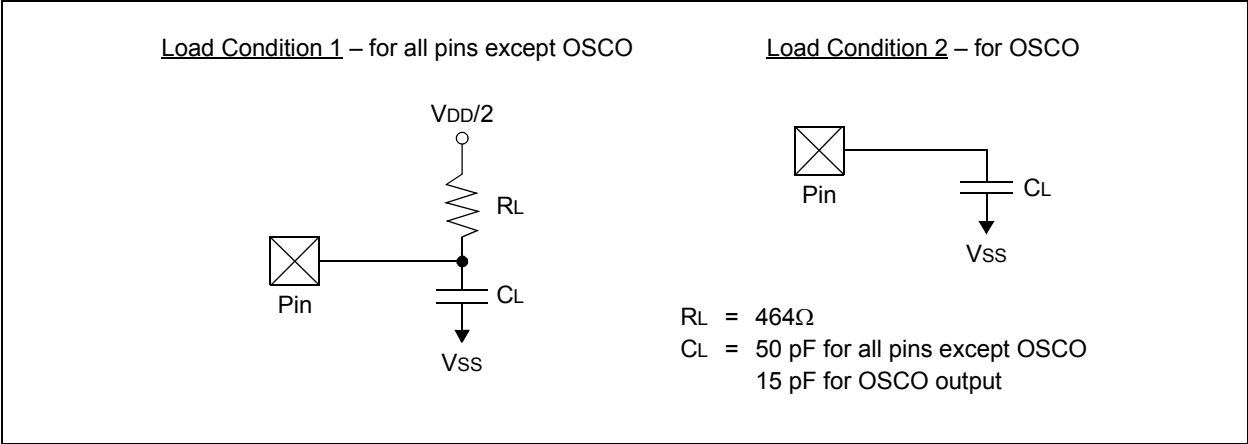 Load Condition 1 – for all pins except OSCO
VDD/2
RL
Pin
CL
VSS
Load Condition 2 – for OSCO
Pin
CL
VSS
RL = 464Ω
CL = 50 pF for all pins except OSCO
15 pF for OSCO output